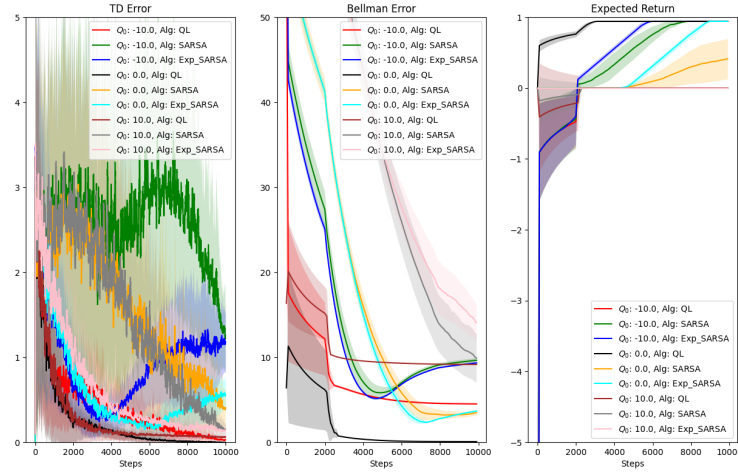 TD Error
5
4
3
2
1
0
0
2000
4000
6000
8000
10000
Steps
Q₀: -10.0, Alg: QL
Q₀: -10.0, Alg: SARSA
Q₀: -10.0, Alg: Exp_SARSA
Q₀: 0.0, Alg: QL
Q₀: 0.0, Alg: SARSA
Q₀: 0.0, Alg: Exp_SARSA
Q₀: 10.0, Alg: QL
Q₀: 10.0, Alg: SARSA
Q₀: 10.0, Alg: Exp_SARSA
Bellman Error
50
40
30
20
10
0
0
2000
4000
6000
8000
10000
Steps
Q₀: -10.0, Alg: QL
Q₀: -10.0, Alg: SARSA
Q₀: -10.0, Alg: Exp_SARSA
Q₀: 0.0, Alg: QL
Q₀: 0.0, Alg: SARSA
Q₀: 0.0, Alg: Exp_SARSA
Q₀: 10.0, Alg: QL
Q₀: 10.0, Alg: SARSA
Q₀: 10.0, Alg: Exp_SARSA
Expected Return
1
0
−1
−2
−3
−4
−5
0
2000
4000
6000
8000
10000
Steps
Q₀: -10.0, Alg: QL
Q₀: -10.0, Alg: SARSA
Q₀: -10.0, Alg: Exp_SARSA
Q₀: 0.0, Alg: QL
Q₀: 0.0, Alg: SARSA
Q₀: 0.0, Alg: Exp_SARSA
Q₀: 10.0, Alg: QL
Q₀: 10.0, Alg: SARSA
Q₀: 10.0, Alg: Exp_SARSA